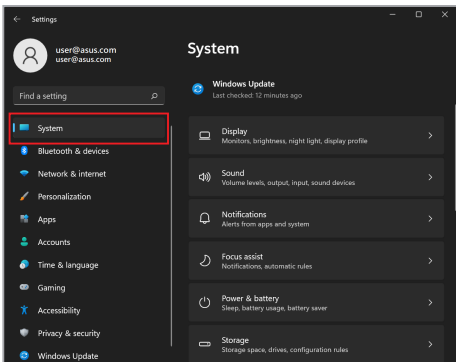 Settings
user@asus.com
user@asus.com
Find a setting
System
Bluetooth & devices
Network & internet
Personalization
Apps
Accounts
Time & language
Gaming
Accessibility
Privacy & security
Windows Update
System
Windows Update
Last checked: 12 minutes ago
Display
Monitors, brightness, night light, display profile
Sound
Volume levels, output, input, sound devices
Notifications
Alerts from apps and system
Focus assist
Notifications, automatic rules
Power & battery
Sleep, battery usage, battery saver
Storage
Storage space, drives, configuration rules